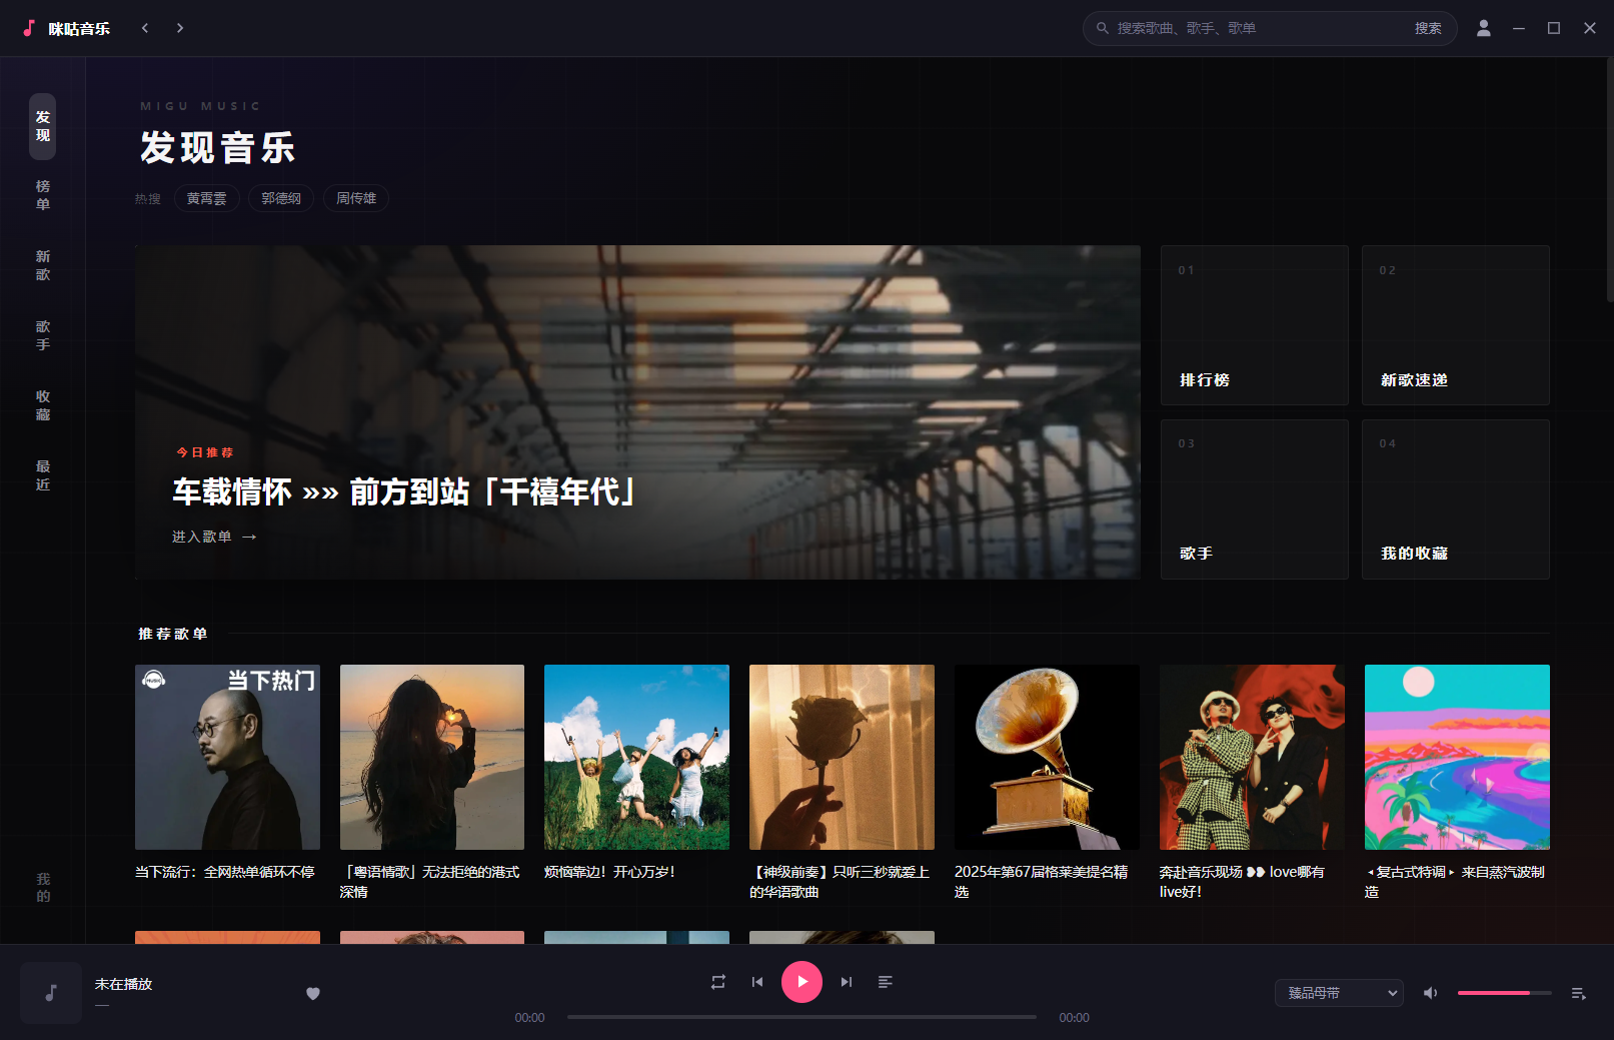 咪咕音乐
搜索歌曲、歌手、歌单
搜索
发现
榜单
新歌
歌手
收藏
最近
我的
MIGU MUSIC
发现音乐
热搜
黄霄雲
郭德纲
周传雄
今日推荐
车载情怀 »» 前方到站「千禧年代」
进入歌单 →
01
排行榜
02
新歌速递
03
歌手
04
我的收藏
推荐歌单
当下热门
当下流行：全网热单循环不停
「粤语情歌」无法拒绝的港式
深情
烦恼靠边！开心万岁！
【神级前奏】只听三秒就爱上
的华语歌曲
2025年第67届格莱美提名精
选
奔赴音乐现场 ❥❥ love哪有
live好！
◂ 复古式特调 ▸ 来自蒸汽波制
造
未在播放
—
00:00
00:00
臻品母带